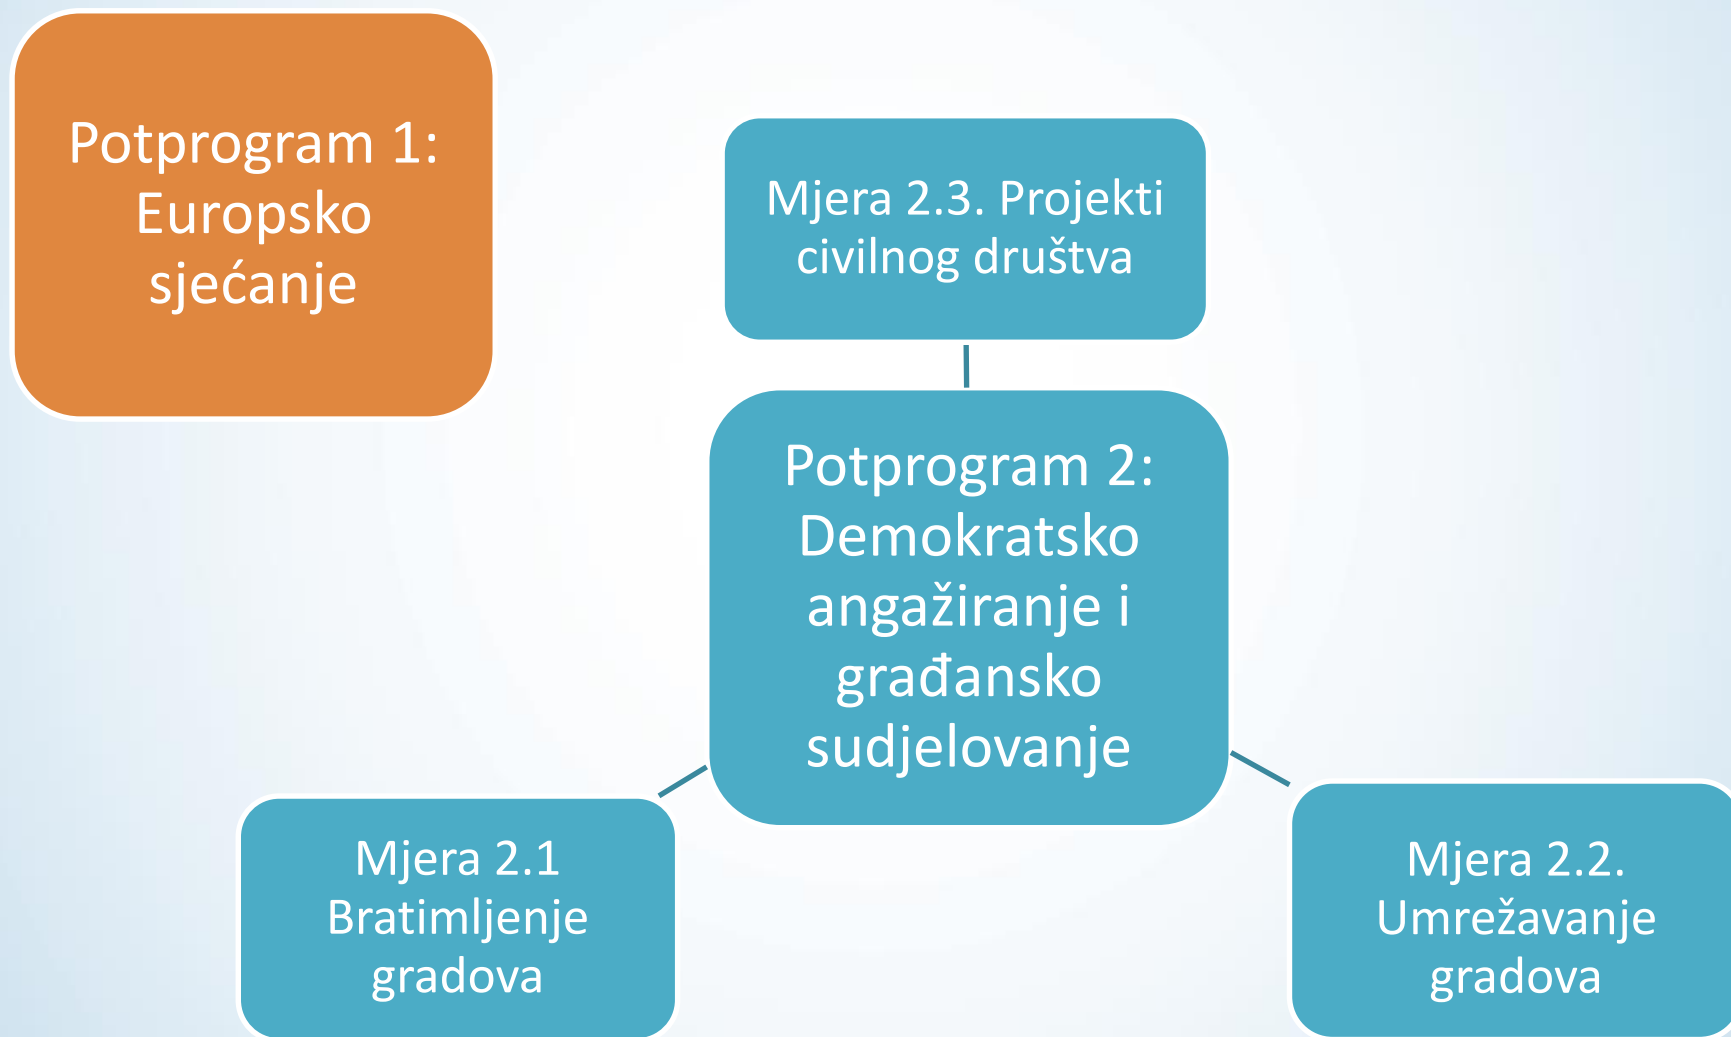 Potprogram 1:
Europsko
sjećanje
Mjera 2.3. Projekti
civilnog društva
Potprogram 2:
Demokratsko
angažiranje i
građansko
sudjelovanje
Mjera 2.1
Bratimljenje
gradova
Mjera 2.2.
Umrežavanje
gradova